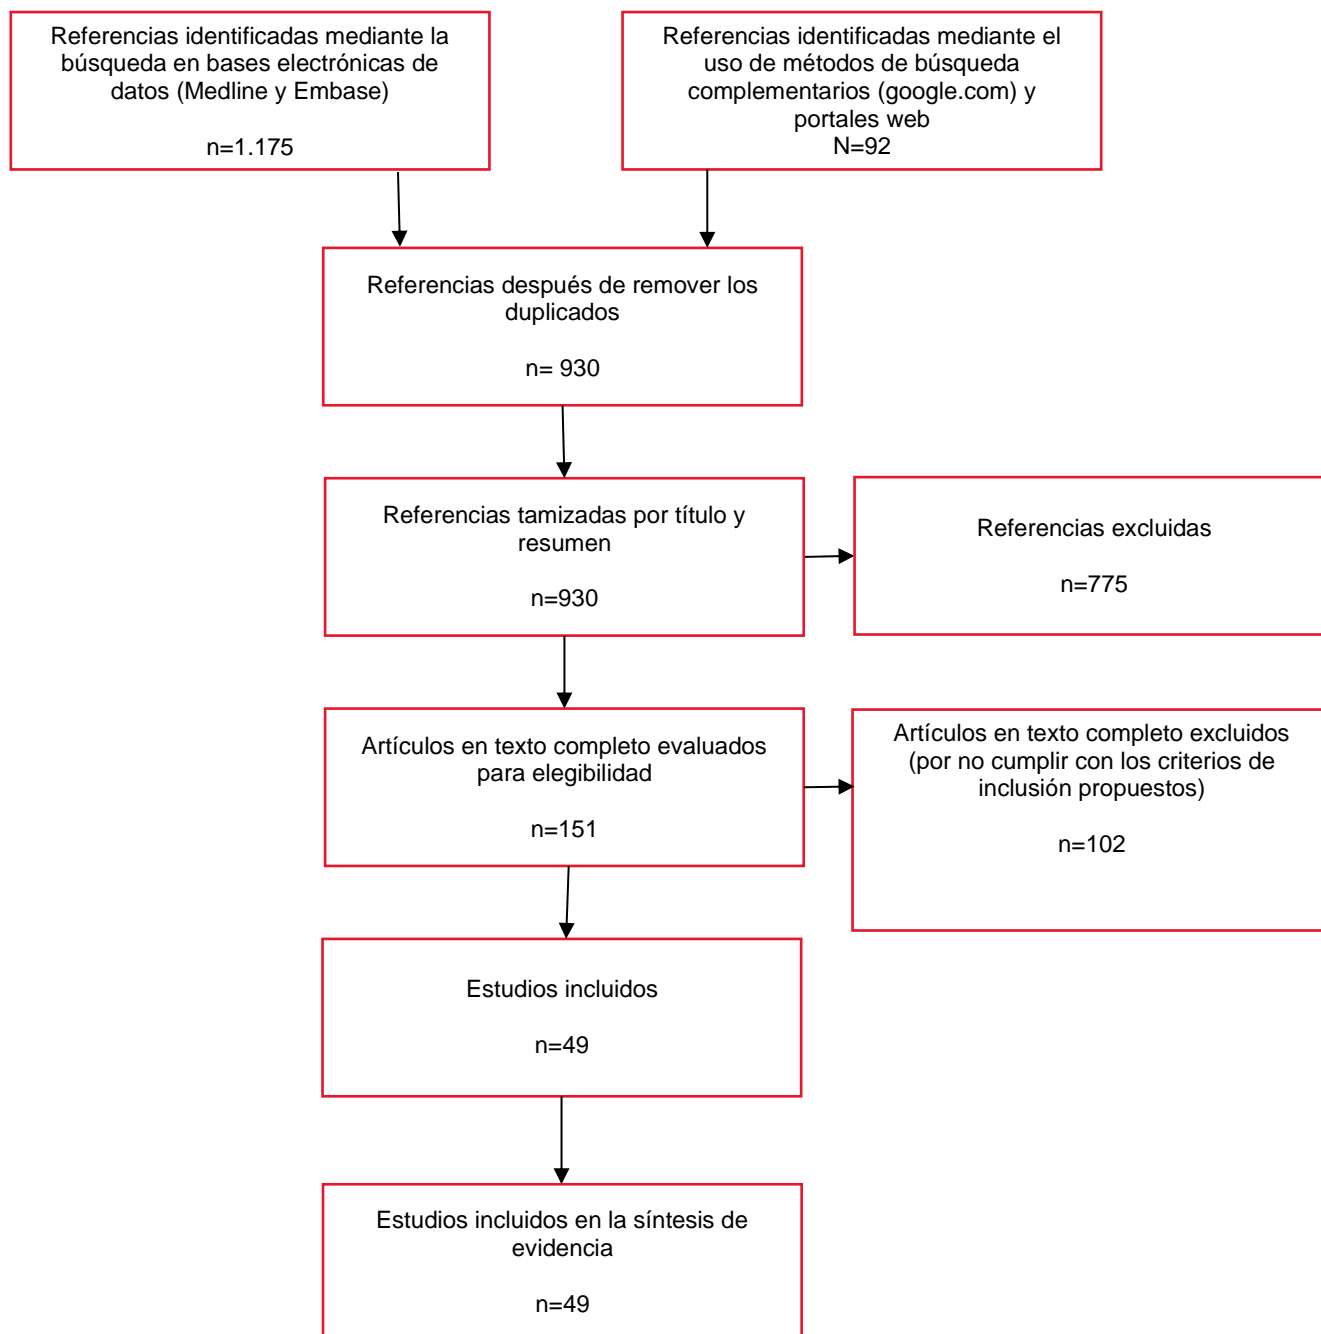 Referencias identificadas mediante la
búsqueda en bases electrónicas de
datos (Medline y Embase)
n=1.175
Referencias identificadas mediante el
uso de métodos de búsqueda
complementarios (google.com) y
portales web
N=92
Referencias después de remover los
duplicados
n= 930
Referencias tamizadas por título y
resumen
n=930
Referencias excluidas
n=775
Artículos en texto completo evaluados
para elegibilidad
n=151
Artículos en texto completo excluidos
(por no cumplir con los criterios de
inclusión propuestos)
n=102
Estudios incluidos
n=49
Estudios incluidos en la síntesis de
evidencia
n=49